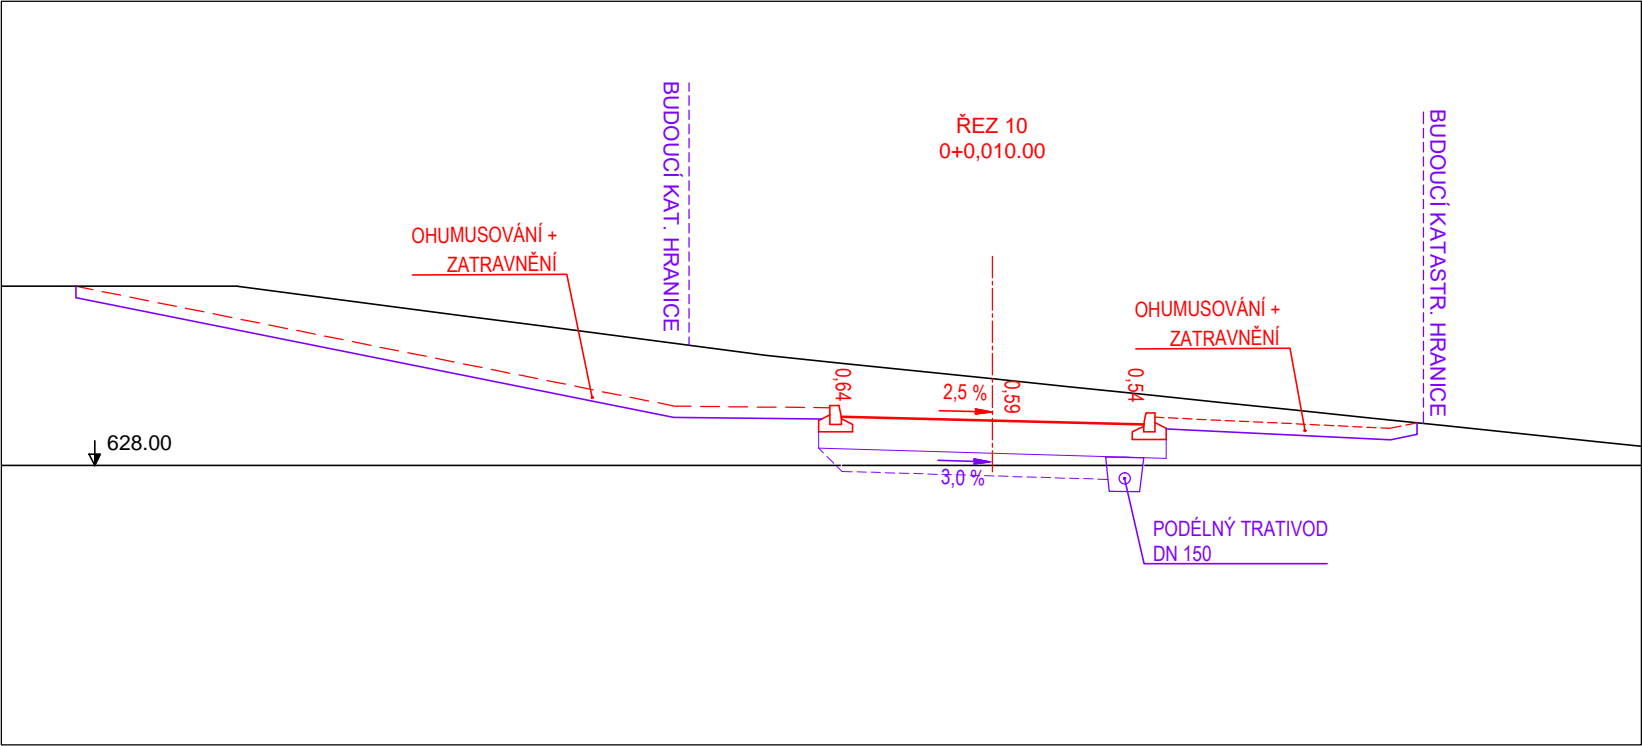 BUDOUCÍ KAT. HRANICE
ŘEZ 10
0+0,010.00
BUDOUCÍ KATASTR. HRANICE
OHUMUSOVÁNÍ +
ZATRAVNĚNÍ
OHUMUSOVÁNÍ +
ZATRAVNĚNÍ
0,64
2,5 %
0,59
0,54
628.00
3,0 %
PODÉLNÝ TRATIVOD
DN 150